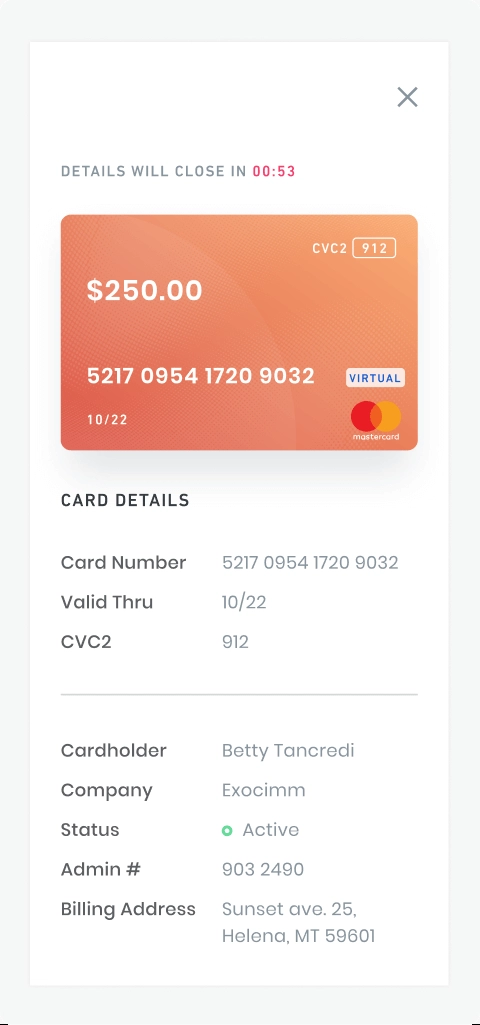 DETAILS WILL CLOSE IN 00:53
CVC2 912
$250.00
5217 0954 1720 9032 VIRTUAL
10/22
mastercard
CARD DETAILS
Card Number 5217 0954 1720 9032
Valid Thru 10/22
CVC2 912
Cardholder Betty Tancredi
Company Exocimm
Status Active
Admin # 903 2490
Billing Address Sunset ave. 25,
Helena, MT 59601